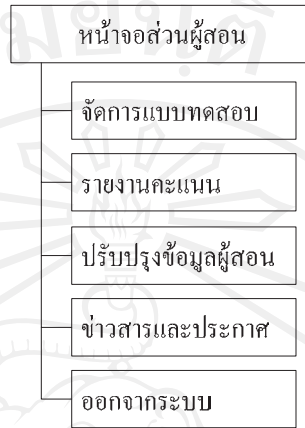 หน้าจอส่วนผู้สอน
จัดการแบบทดสอบ
รายงานคะแนน
ปรับปรุงข้อมูลผู้สอน
ข่าวสารและประกาศ
ออกจากระบบ